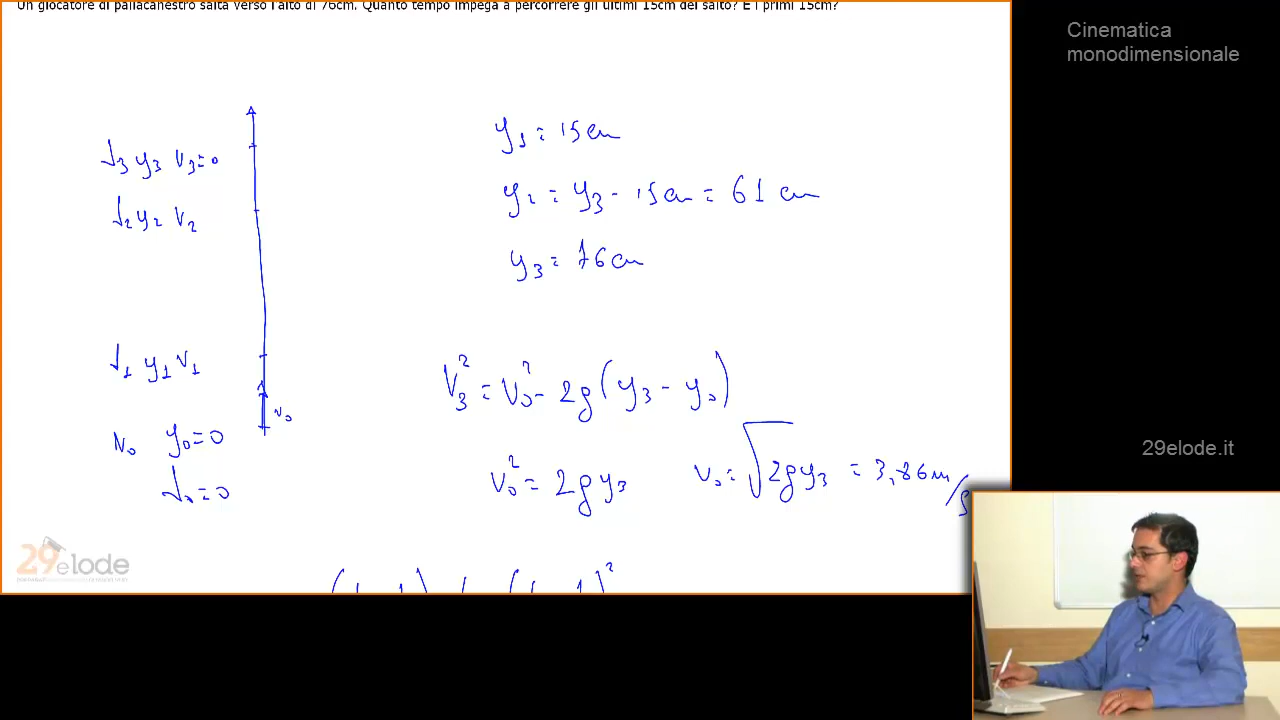 Un giocatore di pallacanestro salta verso l'alto di 76cm. Quanto tempo impega a percorrere gli ultimi 15cm del salto? E i primi 15cm?
Cinematica
monodimensionale
y1 = 15cm
t3 y3 v3=0
y2 = y3 - 15cm = 61 cm
t2 y2 v2
y3 = 76cm
t1 y1 v1
v3² = v0² - 2g(y3 - y0)
v0
v0 y0=0
t0=0
v0² = 2gy3
v0 = √2gy3 = 3,86m/s
29elode.it
29elode